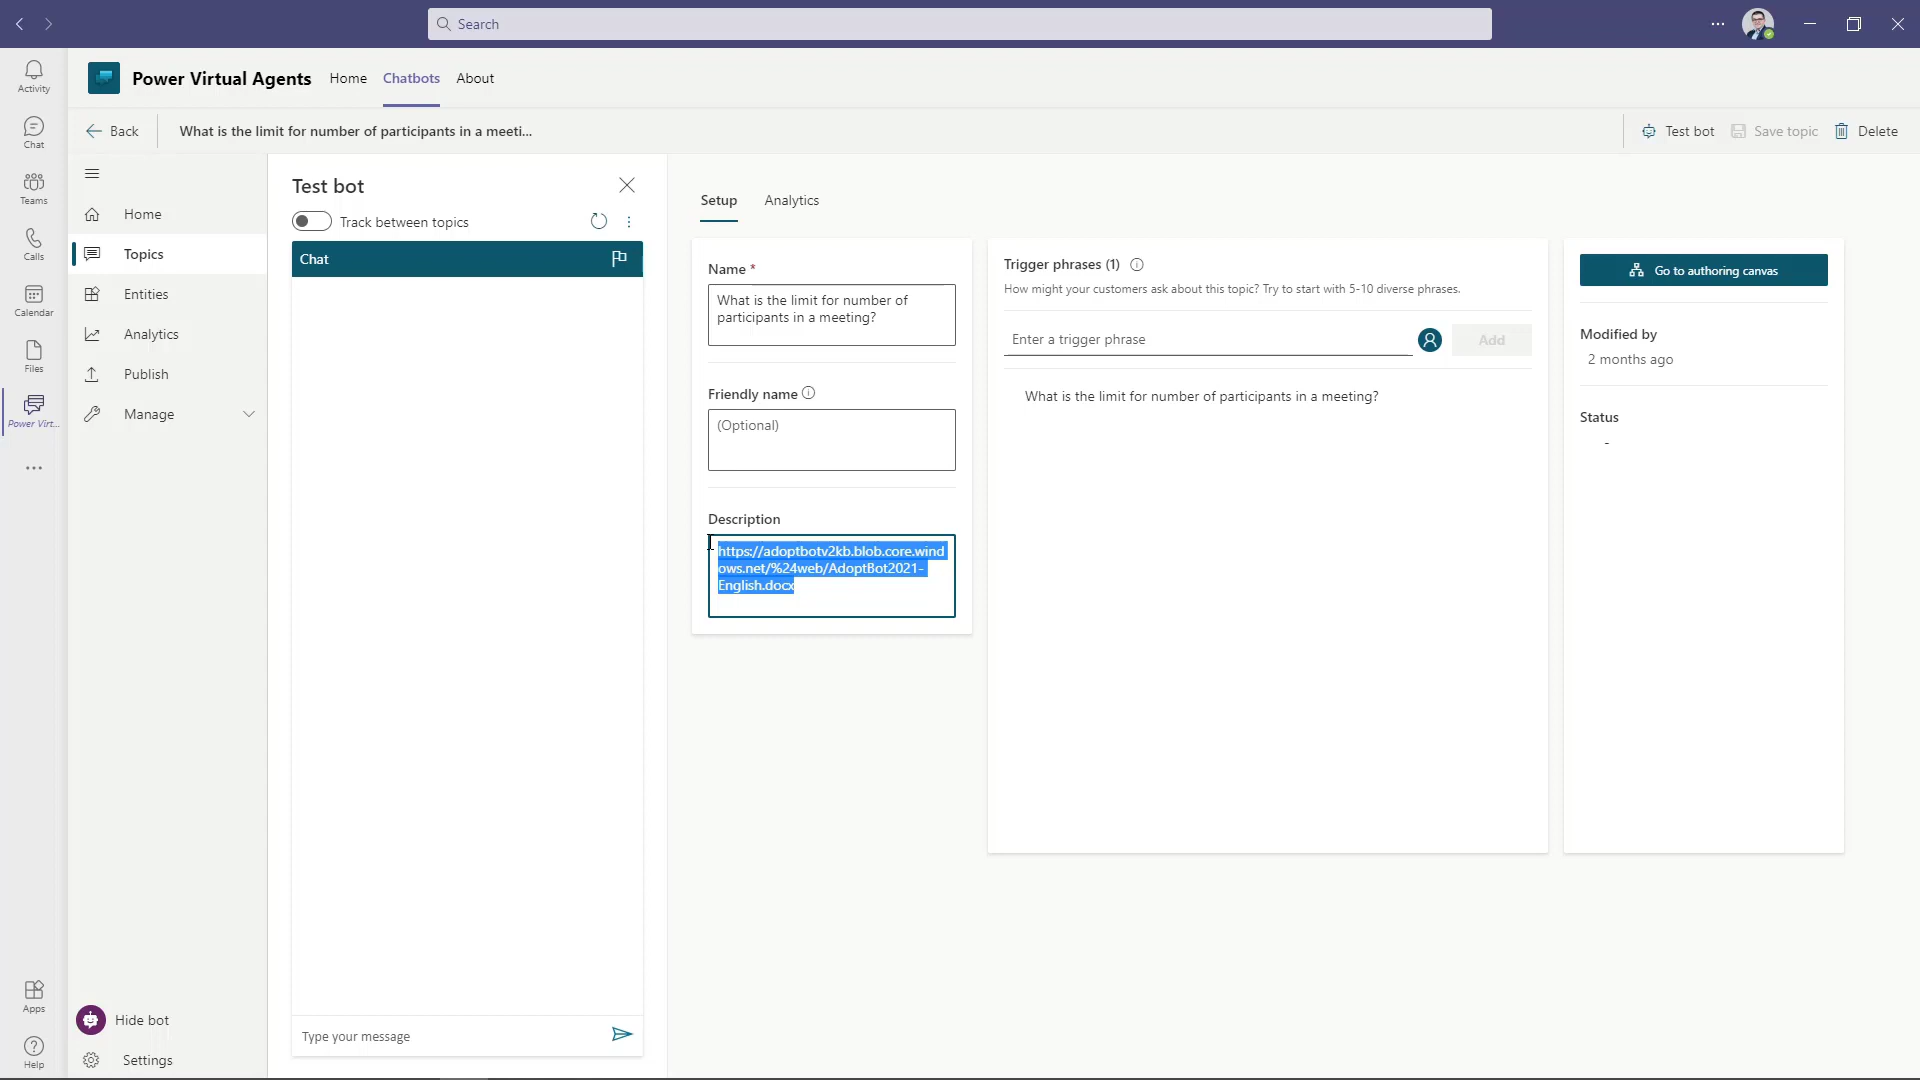 Search
Activity
Chat
Teams
Calls
Calendar
Files
Power Virt...
Apps
Help
Power Virtual Agents
Home
Chatbots
About
Back
What is the limit for number of participants in a meeti...
Test bot
Save topic
Delete
Home
Topics
Entities
Analytics
Publish
Manage
Hide bot
Settings
Test bot
Track between topics
Chat
Type your message
Setup
Analytics
Name *
What is the limit for number of
participants in a meeting?
Friendly name
(Optional)
Description
https://adoptbotv2kb.blob.core.wind
ows.net/%24web/AdoptBot2021-
English.docx
Trigger phrases (1)
How might your customers ask about this topic? Try to start with 5-10 diverse phrases.
Enter a trigger phrase
Add
What is the limit for number of participants in a meeting?
Go to authoring canvas
Modified by
2 months ago
Status
-